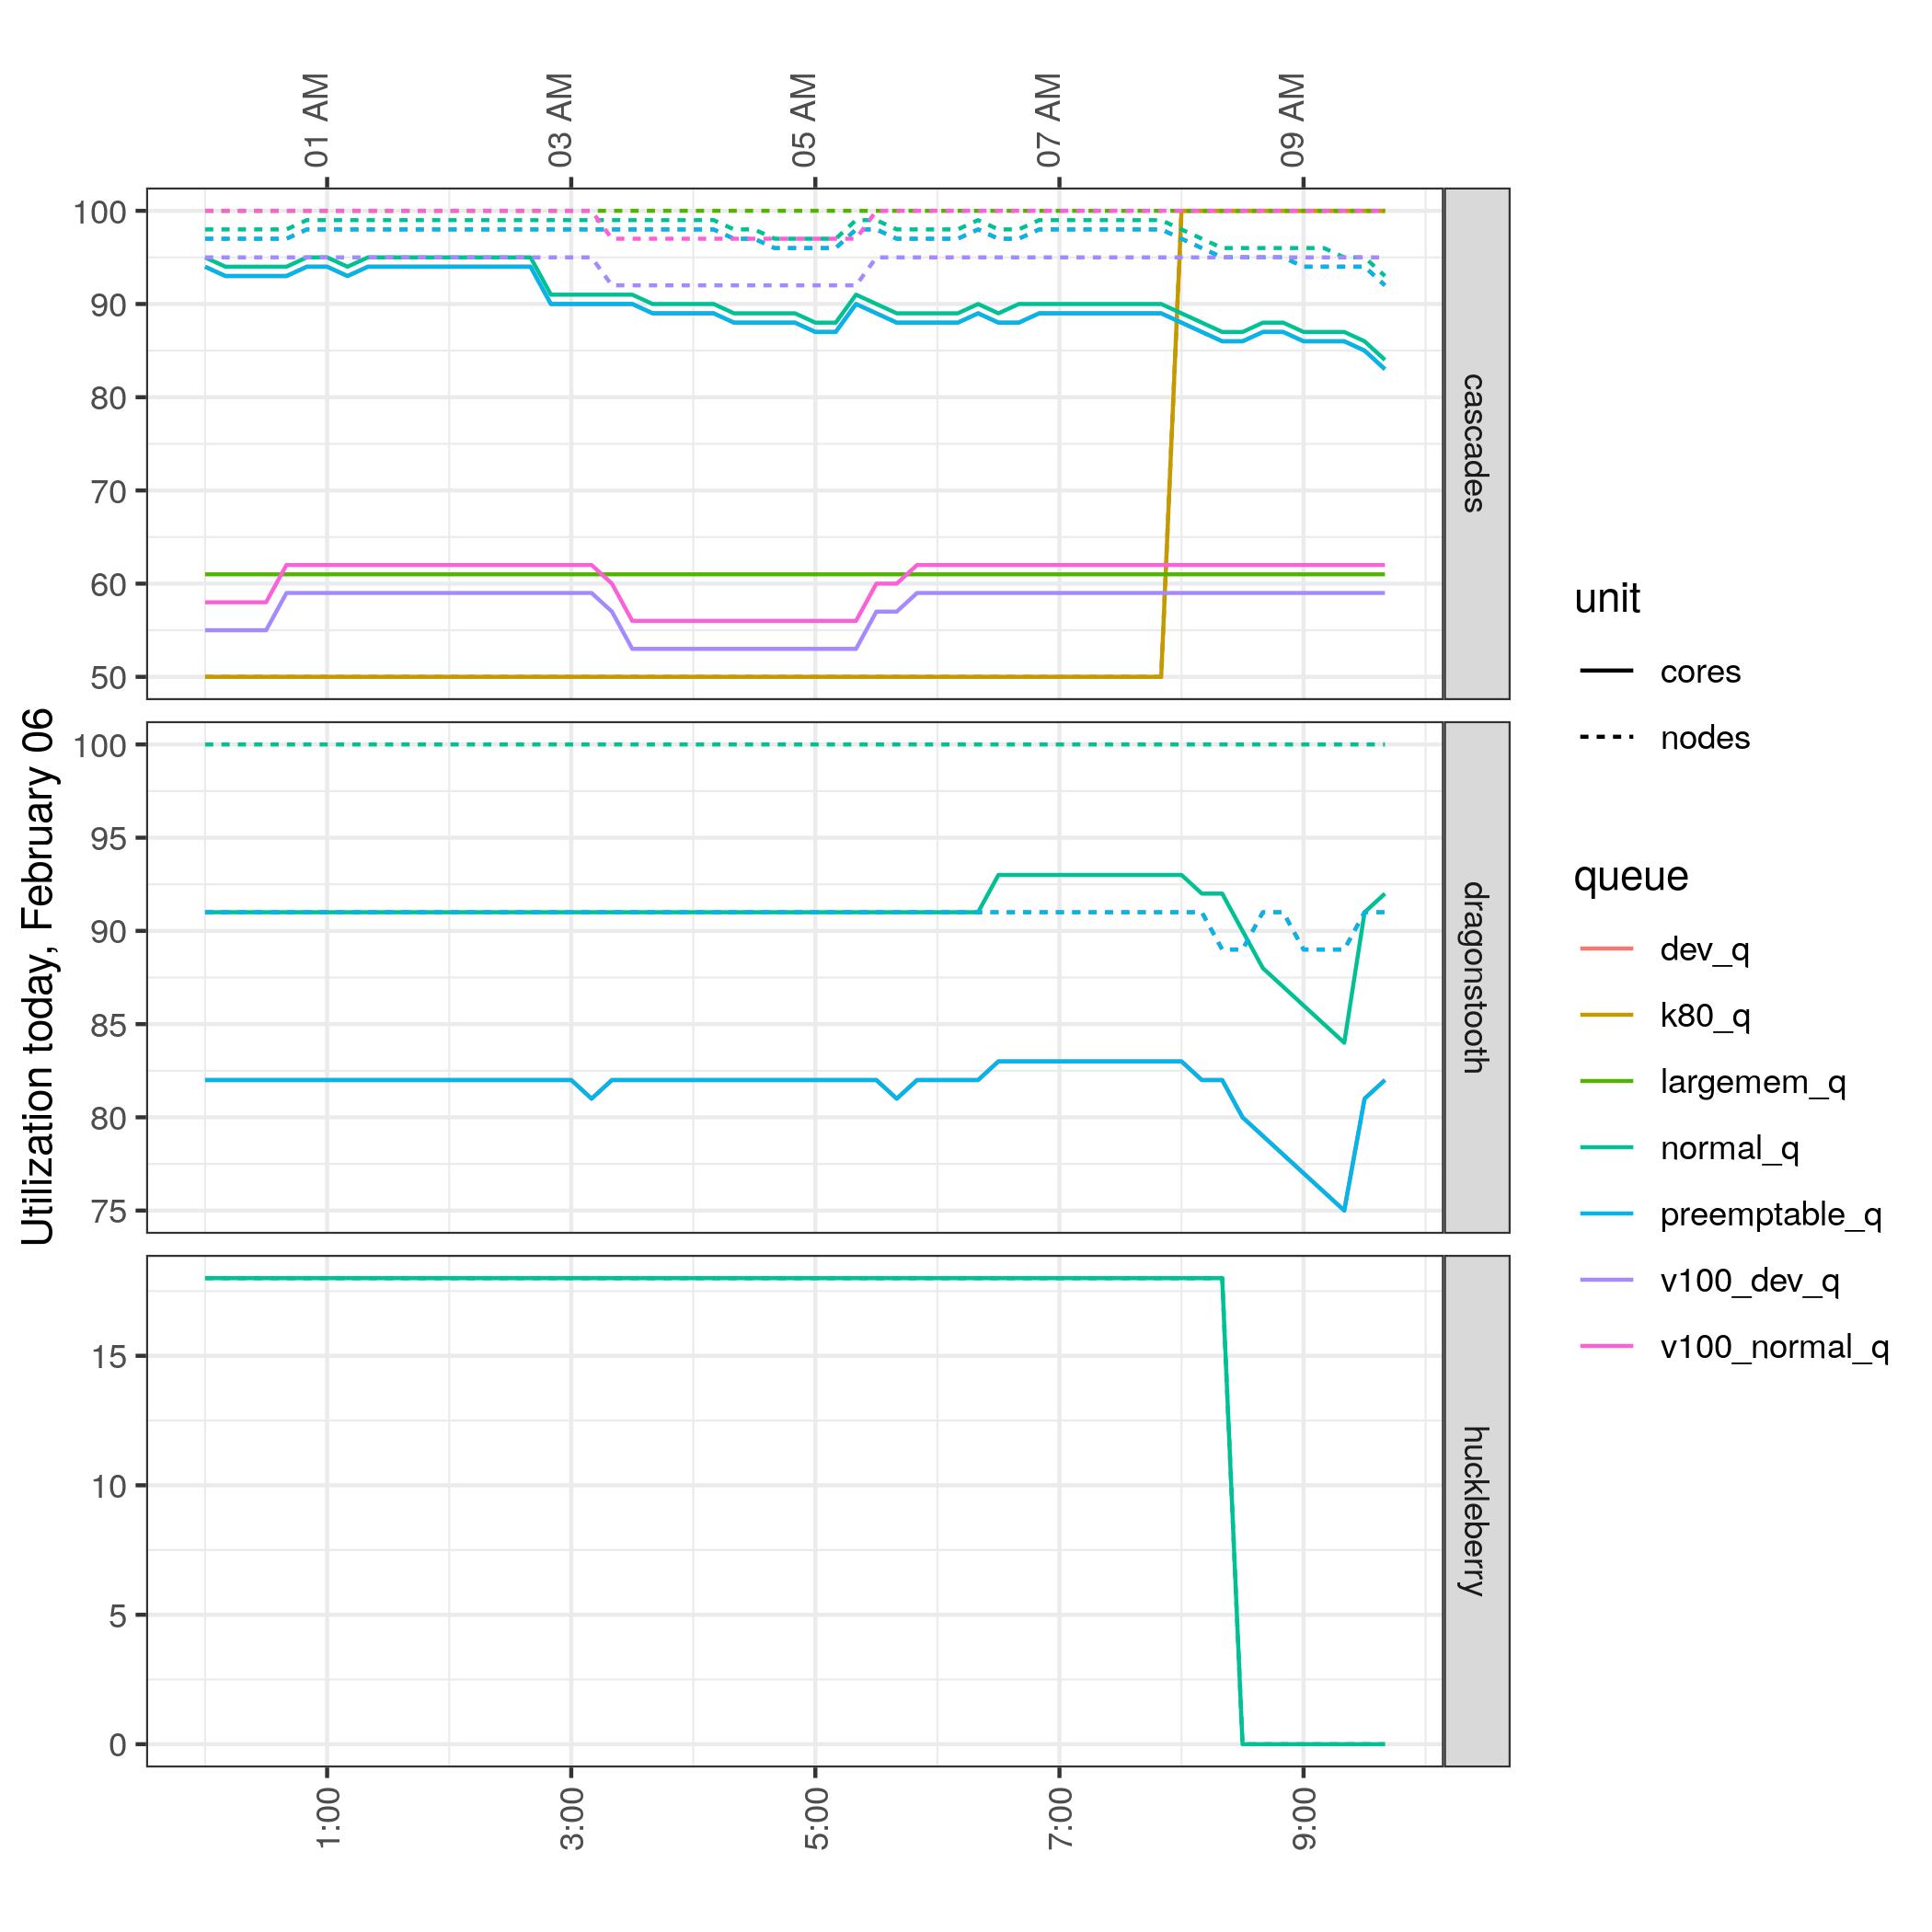 01 AM
03 AM
05 AM
07 AM
09 AM
Utilization today, February 06
100
90
80
70
60
50
cascades
100
95
90
85
80
75
dragonstooth
15
10
5
0
huckleberry
1:00
3:00
5:00
7:00
9:00
unit
cores
nodes
queue
dev_q
k80_q
largemem_q
normal_q
preemptable_q
v100_dev_q
v100_normal_q